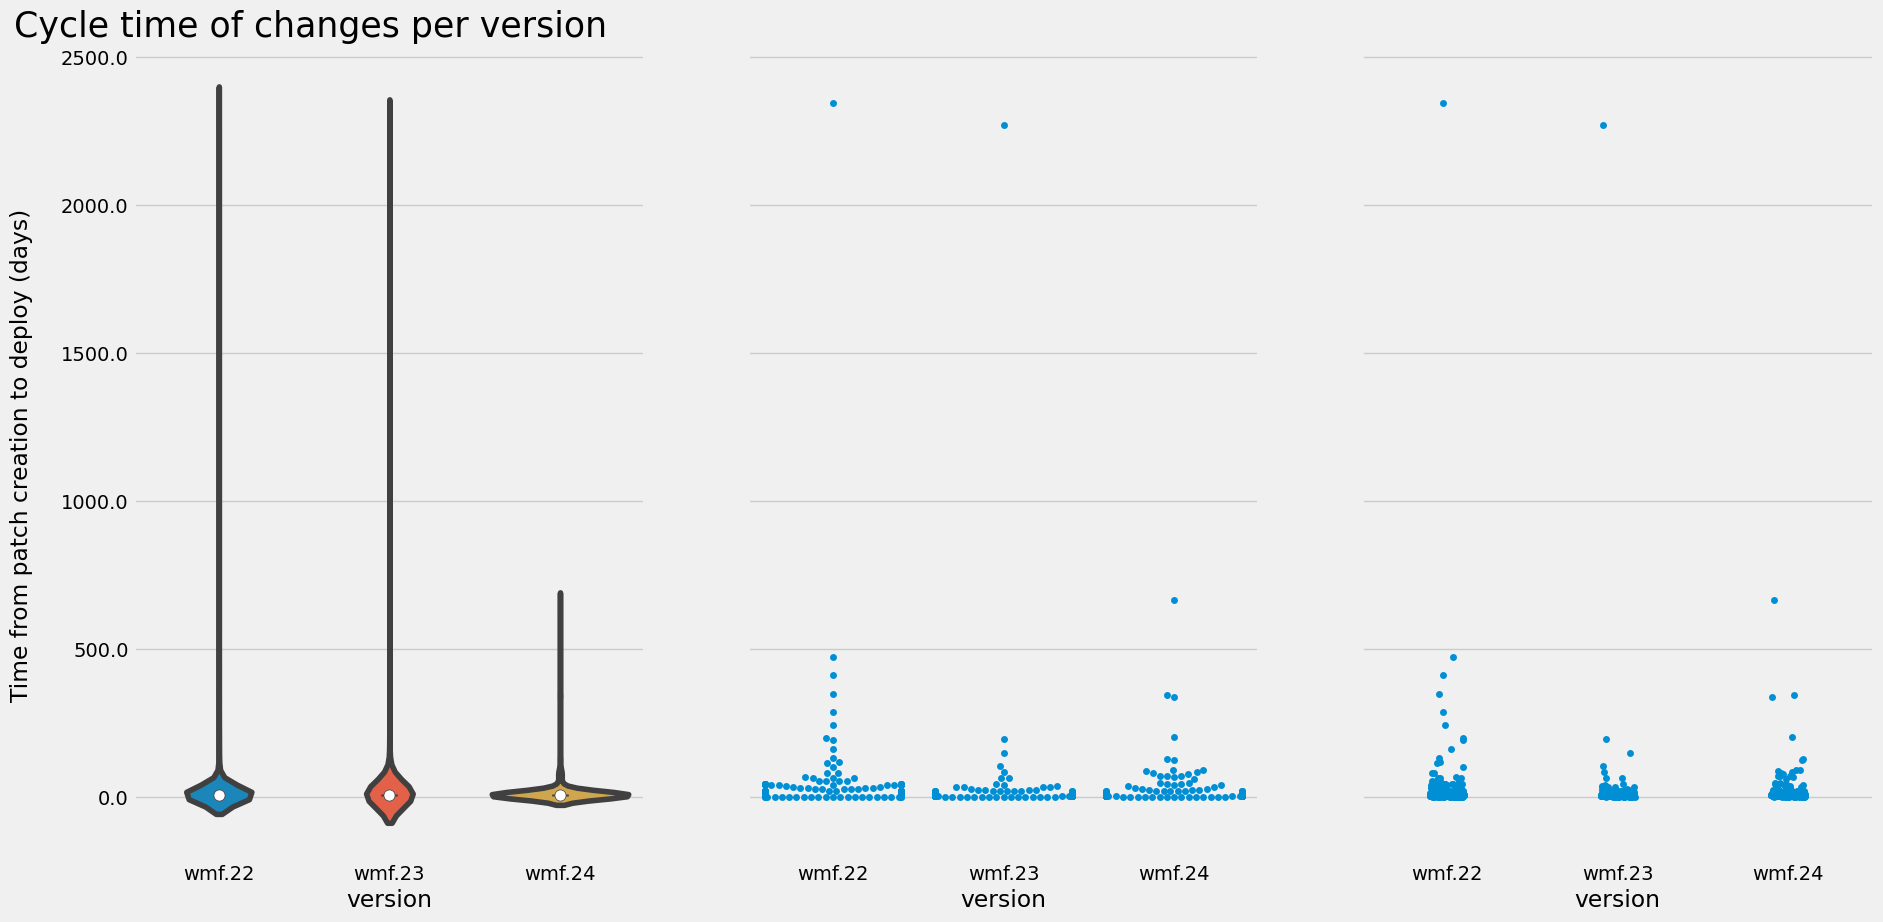 Cycle time of changes per version
Time from patch creation to deploy (days)
2500.0
2000.0
1500.0
1000.0
500.0
0.0
wmf.22 wmf.23 wmf.24
version
wmf.22 wmf.23 wmf.24
version
wmf.22 wmf.23 wmf.24
version